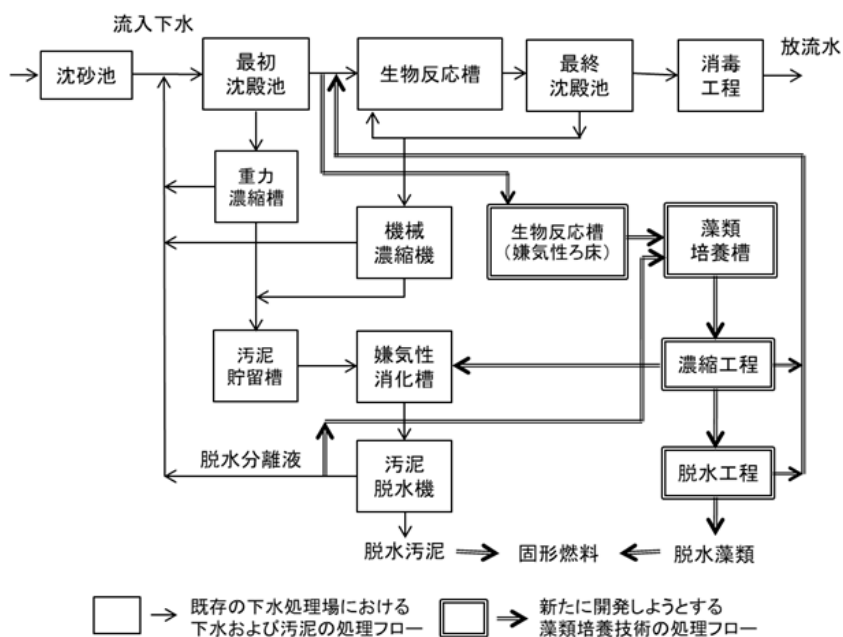 流入下水
放流水
沈砂池
最初
沈殿池
生物反応槽
最終
沈殿池
消毒
工程
重力
濃縮槽
機械
濃縮機
生物反応槽
(嫌気性ろ床)
藻類
培養槽
汚泥
貯留槽
嫌気性
消化槽
濃縮工程
脱水分離液
汚泥
脱水機
脱水工程
脱水汚泥
固形燃料
脱水藻類
既存の下水処理場における
下水および汚泥の処理フロー
新たに開発しようとする
藻類培養技術の処理フロー